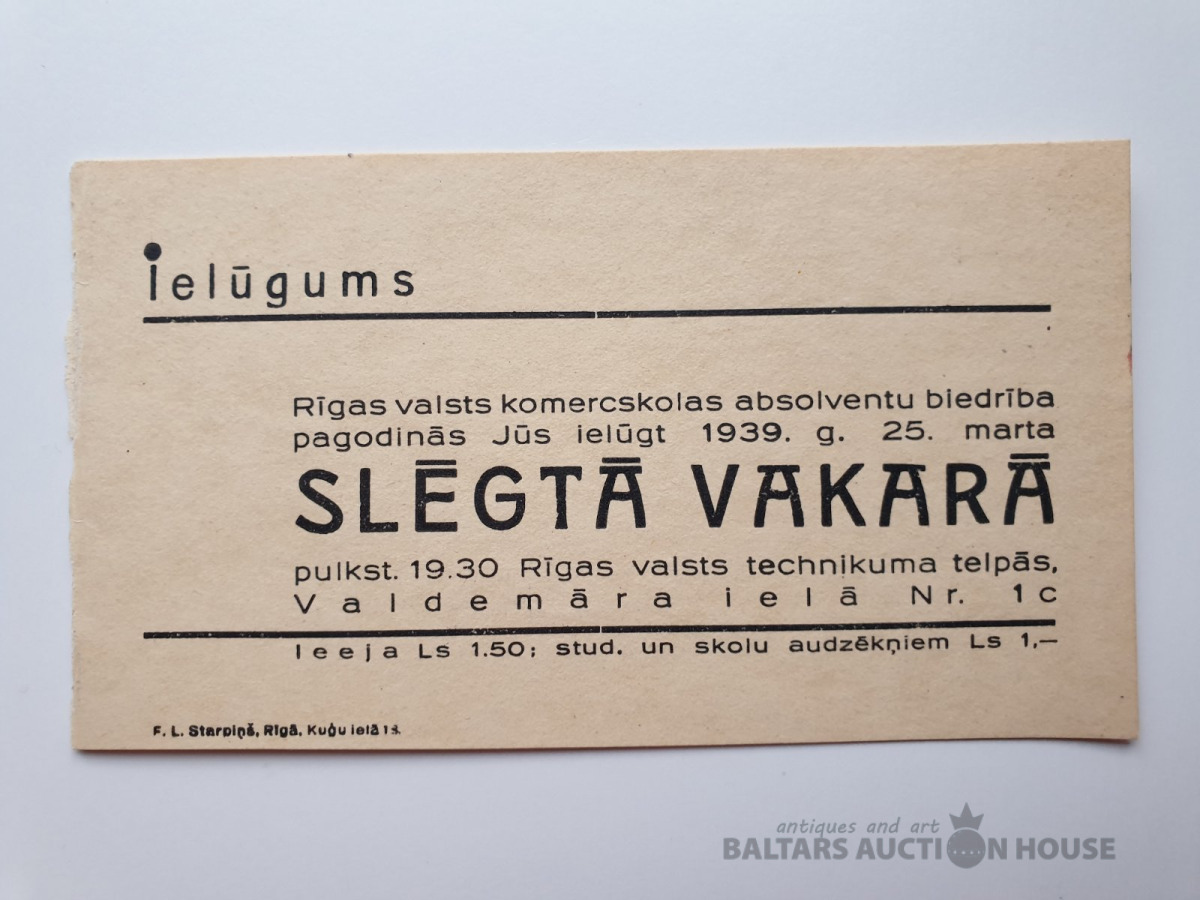 ielūgums
Rīgas valsts komercskolas absolventu biedrība
pagodinās Jūs ielūgt 1939. g. 25. marta
SLĒGTĀ VAKARĀ
pulkst. 19.30 Rīgas valsts technikuma telpās,
Valdemāra ielā Nr. 1c
Ieeja Ls 1.50; stud. un skolu audzēkņiem Ls 1,—
F. L. Starpiņš, Rīgā, Kuģu ielā
antiques and art
BALTARS AUCTION HOUSE